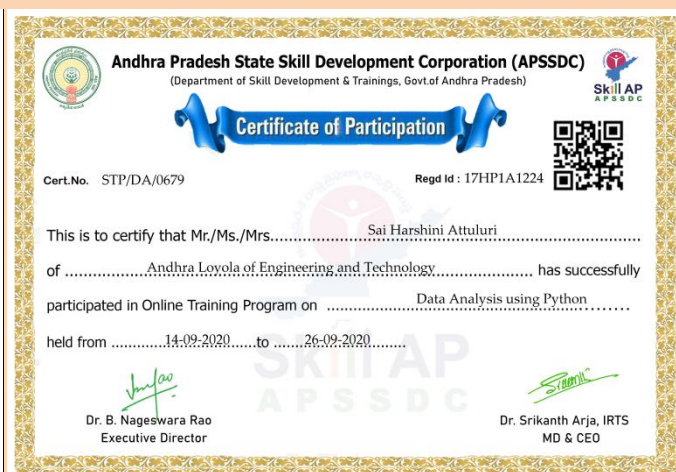 Andhra Pradesh State Skill Development Corporation (APSSDC)
(Department of Skill Development & Trainings, Govt.of Andhra Pradesh)
Skill AP
APSSDC
Certificate of Participation
Cert.No. STP/DA/0679
Regd Id : 17HP1A1224
This is to certify that Mr./Ms./Mrs. Sai Harshini Attuluri
of Andhra Loyola of Engineering and Technology has successfully
participated in Online Training Program on Data Analysis using Python
held from 14-09-2020 to 26-09-2020
Skill AP
APSSDC
Dr. B. Nageswara Rao
Executive Director
Dr. Srikanth Arja, IRTS
MD & CEO